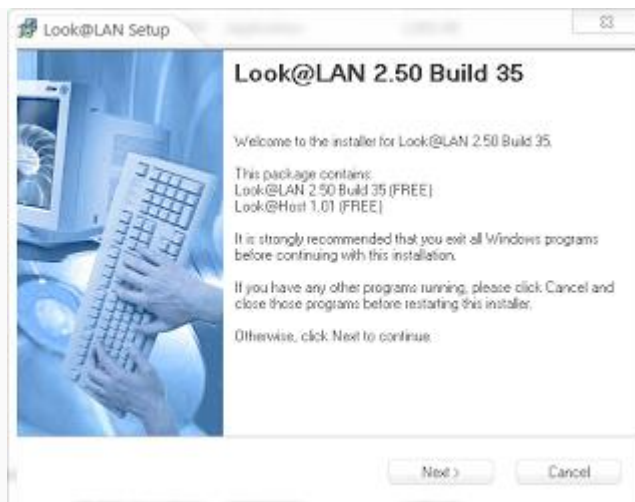 Look@LAN Setup
Look@LAN 2.50 Build 35
Welcome to the installer for Look@LAN 2.50 Build 35.
This package contains:
Look@LAN 2.50 Build 35 (FREE)
Look@Host 1.01 (FREE)
It is strongly recommended that you exit all Windows programs
before continuing with this installation.
If you have any other programs running, please click Cancel and
close those programs before restarting this installer.
Otherwise, click Next to continue.
Next >
Cancel